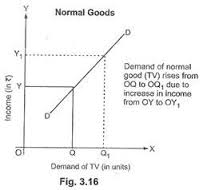 Normal Goods
Y
D
Y₁
Demand of normal
good (TV) rises from
OQ to OQ₁ due to
increase in income
from OY to OY₁
Y
Income (in ₹)
D
O
Q
Q₁
X
Demand of TV (in units)
Fig. 3.16